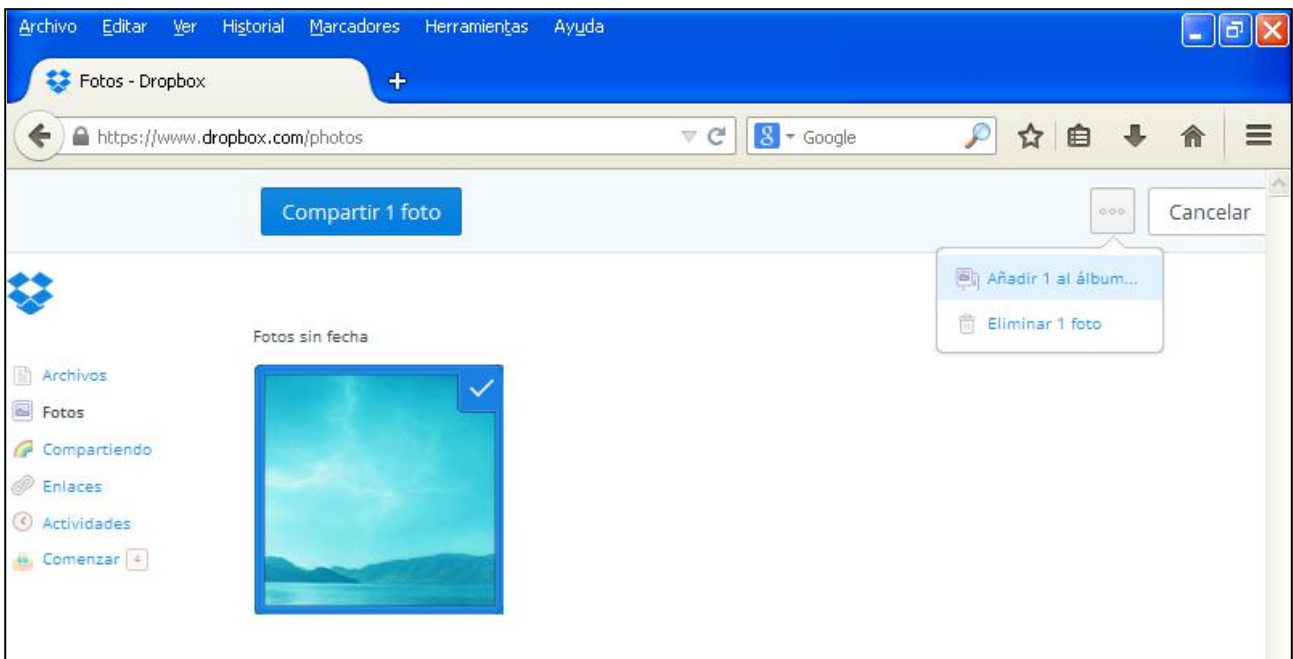 Archivo Editar Ver Historial Marcadores Herramientas Ayuda
Fotos - Dropbox
https://www.dropbox.com/photos
8 Google
Compartir 1 foto
Cancelar
Añadir 1 al álbum...
Eliminar 1 foto
Fotos sin fecha
Archivos
Fotos
Compartiendo
Enlaces
Actividades
Comenzar 4